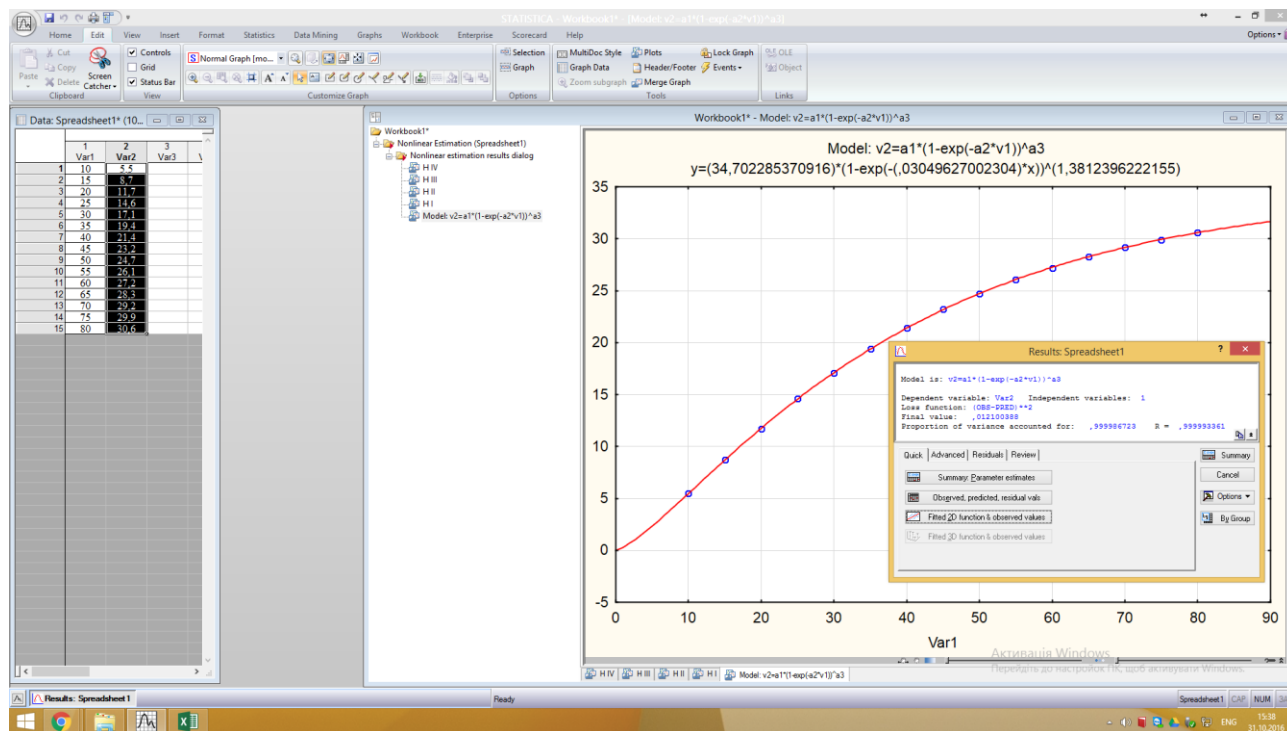 STATISTICA - Workbook1* - [Model: v2=a1*(1-exp(-a2*v1))^a3]
Home Edit View Insert Format Statistics Data Mining Graphs Workbook Enterprise Scorecard Help
Options
Paste
Cut
Copy
Delete
Screen Catcher
Clipboard
Controls
Grid
Status Bar
View
Normal Graph [mo...
Customize Graph
Selection
Graph
Options
MultiDoc Style
Graph Data
Zoom subgraph
Plots
Header/Footer
Merge Graph
Lock Graph
Events
Tools
OLE
Object
Links
Data: Spreadsheet1* (10...
1 2 3
Var1 Var2 Var3
1 10 5,5
2 15 8,7
3 20 11,7
4 25 14,6
5 30 17,1
6 35 19,4
7 40 21,4
8 45 23,2
9 50 24,7
10 55 26,1
11 60 27,2
12 65 28,3
13 70 29,2
14 75 29,9
15 80 30,6
Workbook1* - Model: v2=a1*(1-exp(-a2*v1))^a3
Workbook1*
Nonlinear Estimation (Spreadsheet1)
Nonlinear estimation results dialog
H IV
H III
H II
H I
Model: v2=a1*(1-exp(-a2*v1))^a3
Model: v2=a1*(1-exp(-a2*v1))^a3
y=(34,702285370916)*(1-exp(-(,03049627002304)*x))^(1,3812396222155)
35
30
25
20
15
10
5
0
-5
0 10 20 30 40 50 60 70 80 90
Var1
Results: Spreadsheet1
? ×
Model is: v2=a1*(1-exp(-a2*v1))^a3
Dependent variable: Var2 Independent variables: 1
Loss function: (OBS-PRED)**2
Final value: ,012100388
Proportion of variance accounted for: ,999986723 R = ,999993361
Quick Advanced Residuals Review
Summary: Parameter estimates
Observed, predicted, residual vals
Fitted 2D function & observed values
Fitted 3D function & observed values
Summary
Cancel
Options
By Group
Активація Windows
Перейдіть до настройок ПК, щоб активувати Windows.
H IV H III H II H I Model: v2=a1*(1-exp(-a2*v1))^a3
Results: Spreadsheet1
Ready
Spreadsheet1 CAP NUM
ENG
15:38
31.10.2016